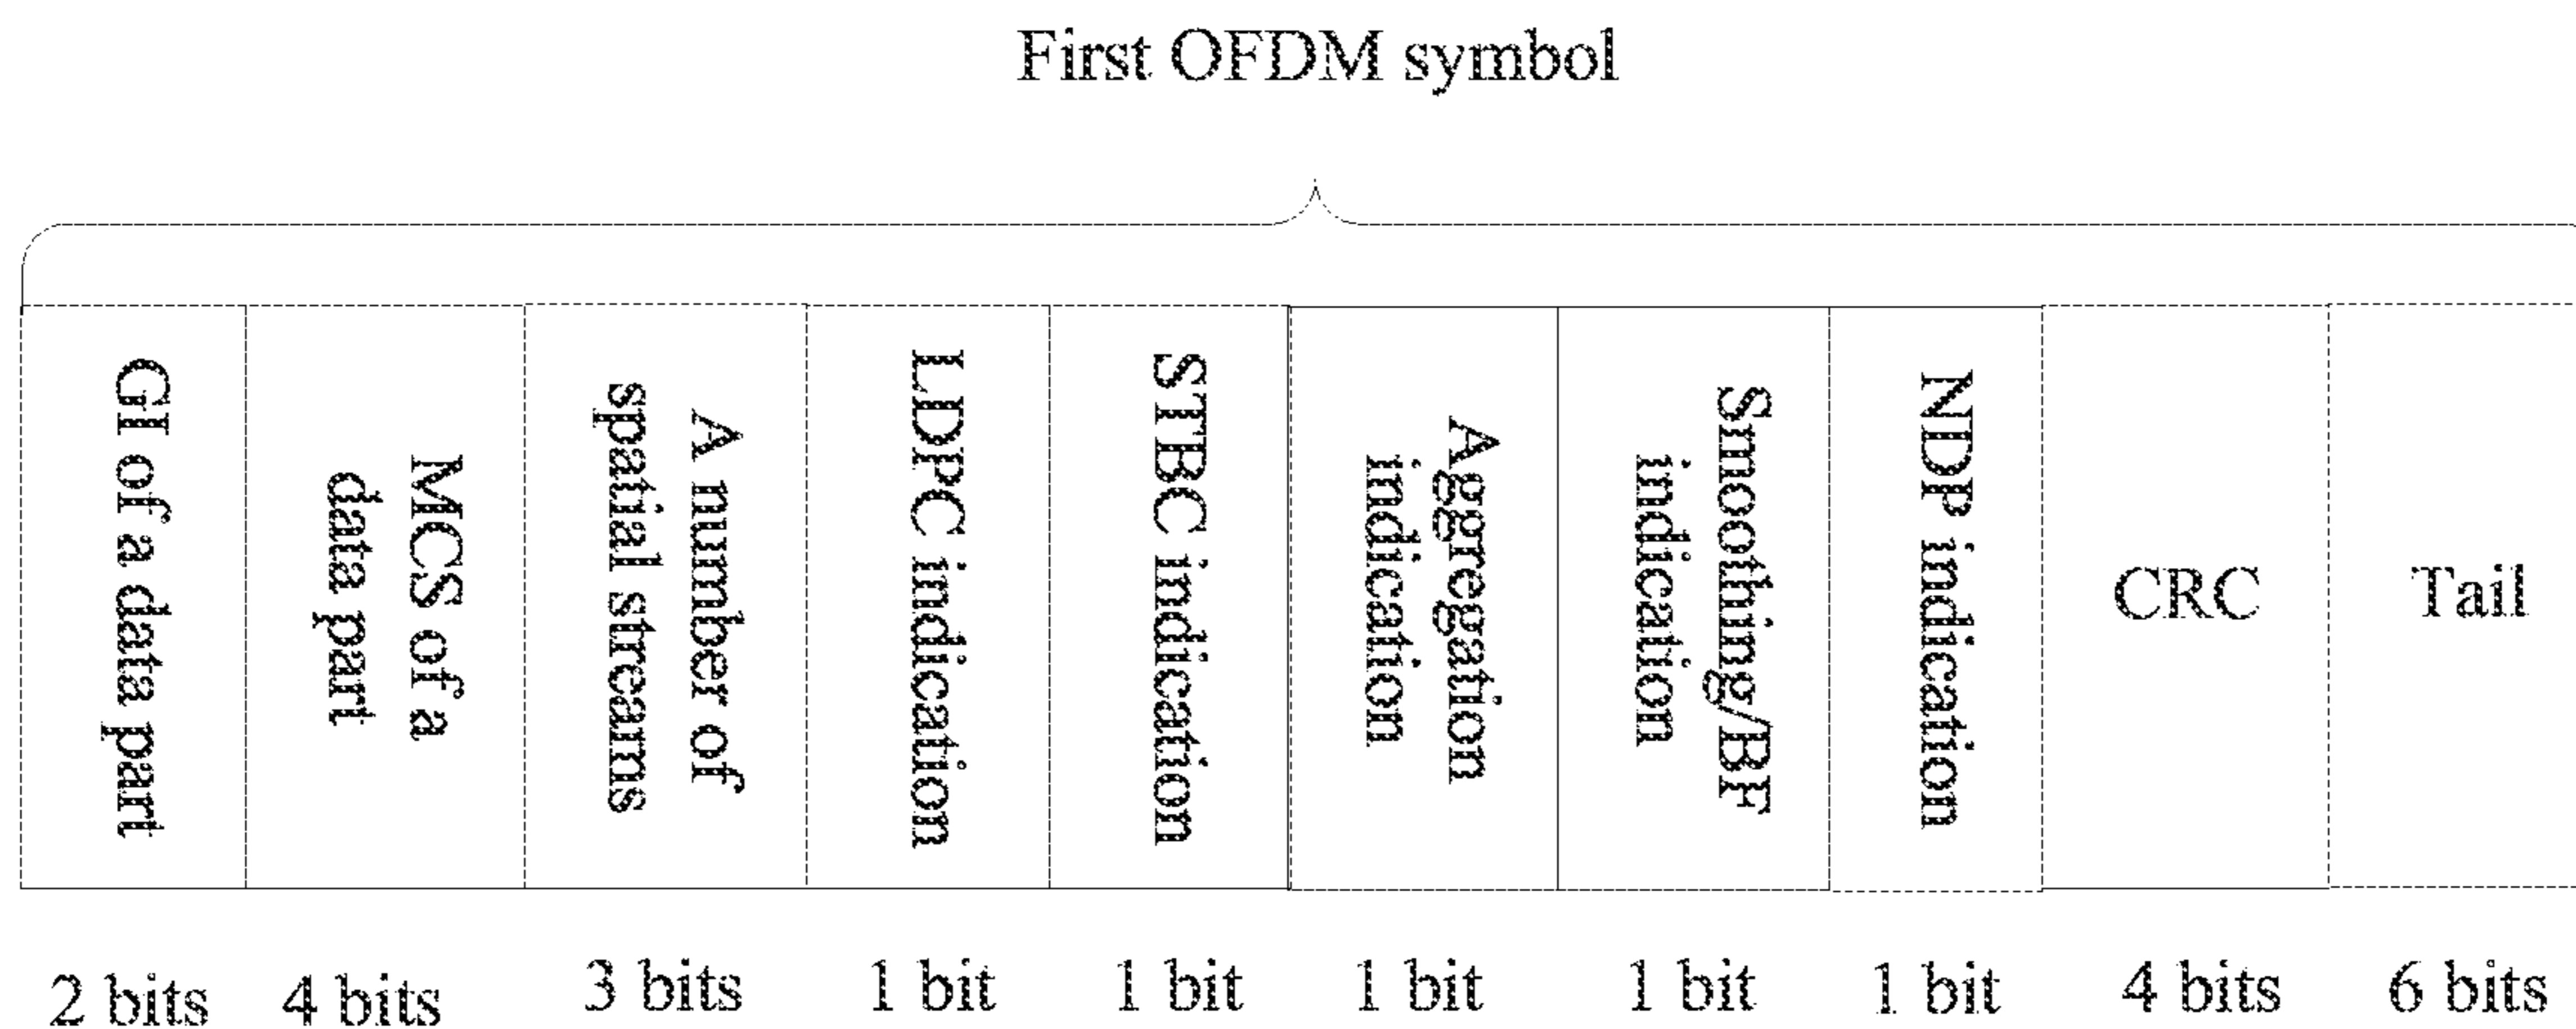 First OFDM symbol
GI of a data part
MCS of a
data part
A number of
spatial streams
LDPC indication
STBC indication
Aggregation
indication
Smoothing/BF
indication
NDP indication
CRC
Tail
2 bits
4 bits
3 bits
1 bit
1 bit
1 bit
1 bit
1 bit
4 bits
6 bits